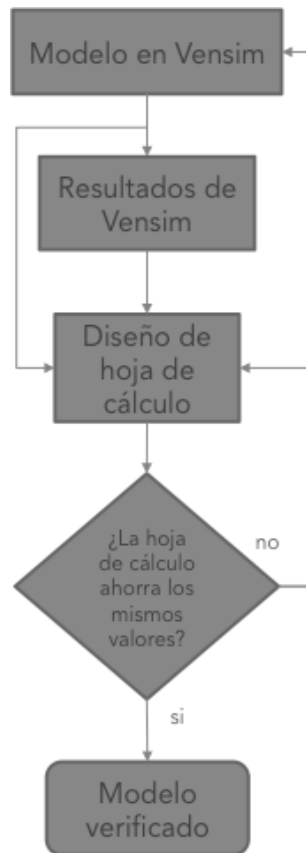 Modelo en Vensim
Resultados de
Vensim
Diseño de
hoja de
cálculo
¿La hoja
de cálculo
ahorra los
mismos
valores?
no
si
Modelo
verificado